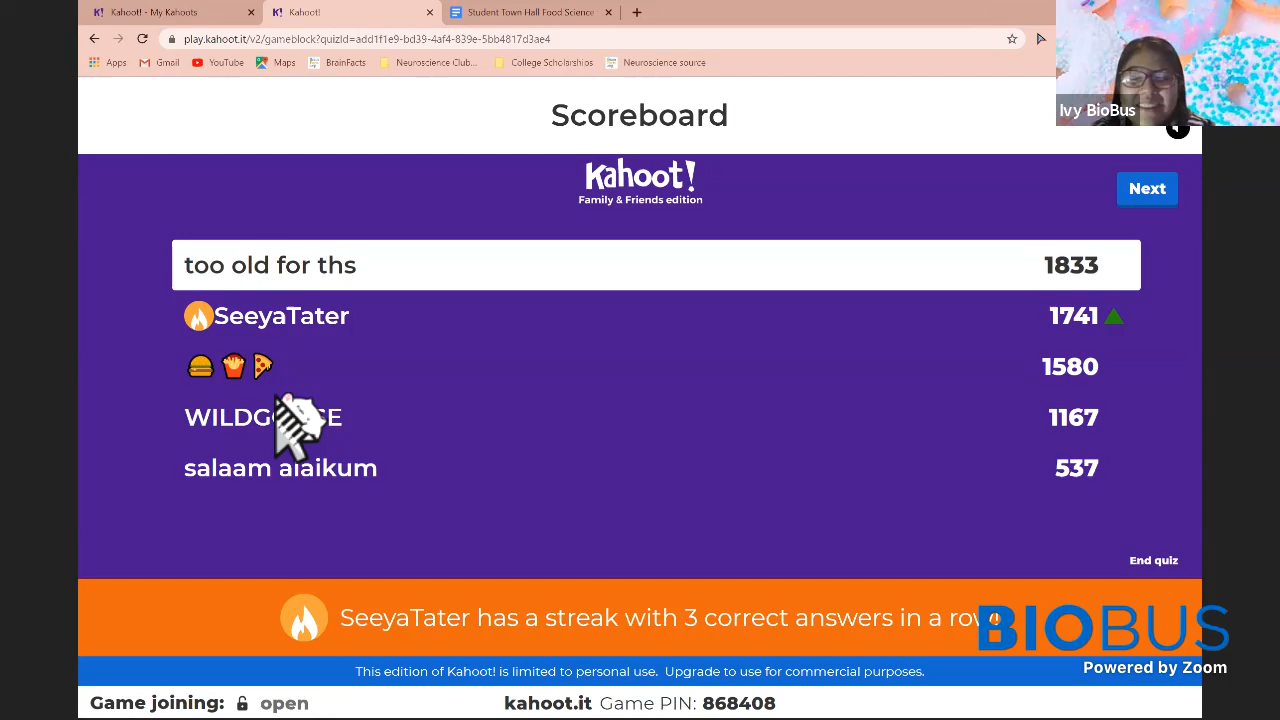 Kahoot! - My Kahoots
Kahoot!
Student Town Hall Food Science
play.kahoot.it/v2/gameblock?quizId=add1f1e9-bd39-4af4-839e-5bb4817d3ae4
Apps Gmail YouTube Maps BrainFacts Neuroscience Club... College Scholorships Neuroscience source
Ivy BioBus
Scoreboard
Kahoot!
Family & Friends edition
Next
too old for ths 1833
SeeyaTater 1741
1580
1167
salaam alaikum 537
End quiz
SeeyaTater has a streak with 3 correct answers in a row!
BIOBUS
Powered by Zoom
This edition of Kahoot! is limited to personal use. Upgrade to use for commercial purposes.
Game joining: open kahoot.it Game PIN: 868408